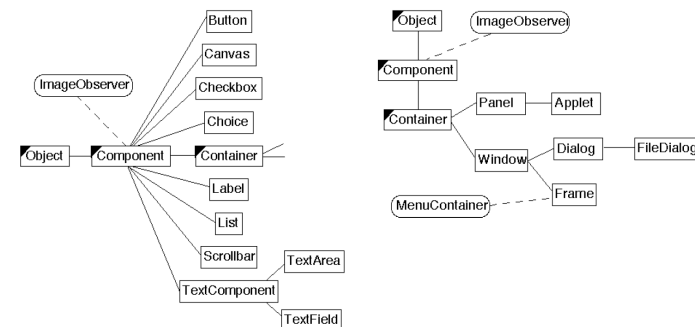 Button
Canvas
ImageObserver
Checkbox
Choice
Object
Component
Container
Label
List
Scrollbar
TextArea
TextComponent
TextField
Object
ImageObserver
Component
Container
Panel
Applet
Window
Dialog
FileDialog
Frame
MenuContainer